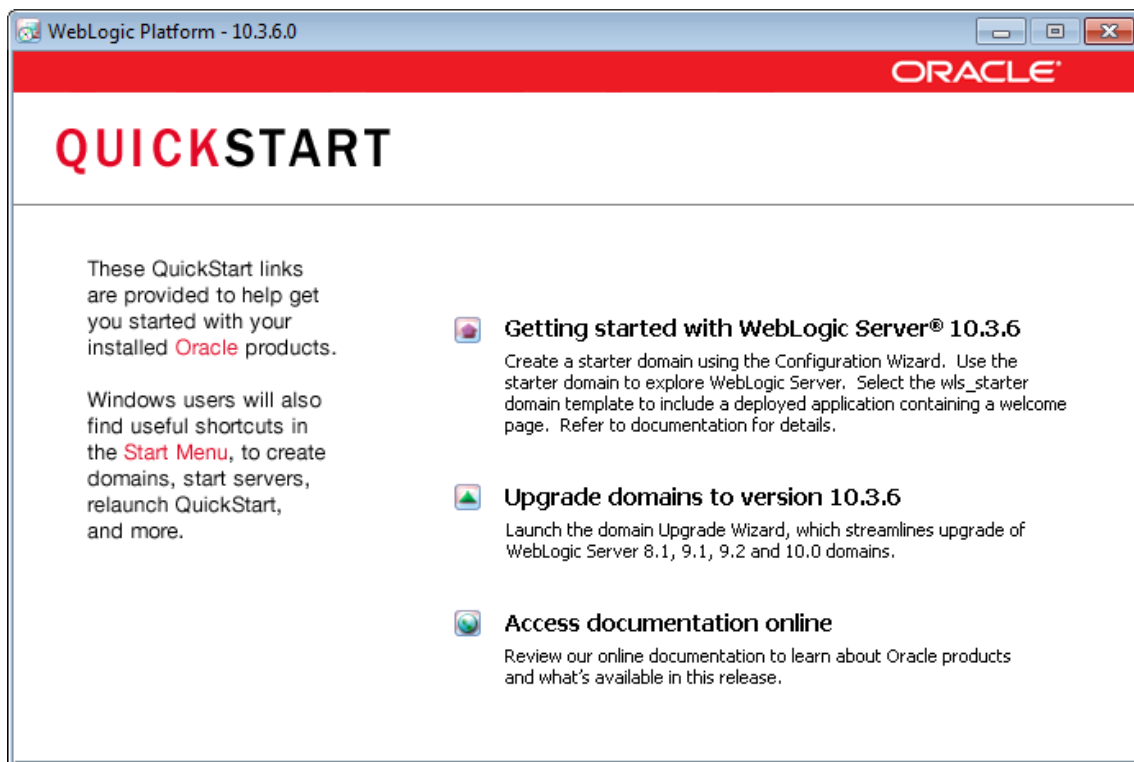 WebLogic Platform - 10.3.6.0
ORACLE®
QUICKSTART
These QuickStart links
are provided to help get
you started with your
installed Oracle products.
Windows users will also
find useful shortcuts in
the Start Menu, to create
domains, start servers,
relaunch QuickStart,
and more.
Getting started with WebLogic Server® 10.3.6
Create a starter domain using the Configuration Wizard.  Use the
starter domain to explore WebLogic Server.  Select the wls_starter
domain template to include a deployed application containing a welcome
page.  Refer to documentation for details.
Upgrade domains to version 10.3.6
Launch the domain Upgrade Wizard, which streamlines upgrade of
WebLogic Server 8.1, 9.1, 9.2 and 10.0 domains.
Access documentation online
Review our online documentation to learn about Oracle products
and what's available in this release.